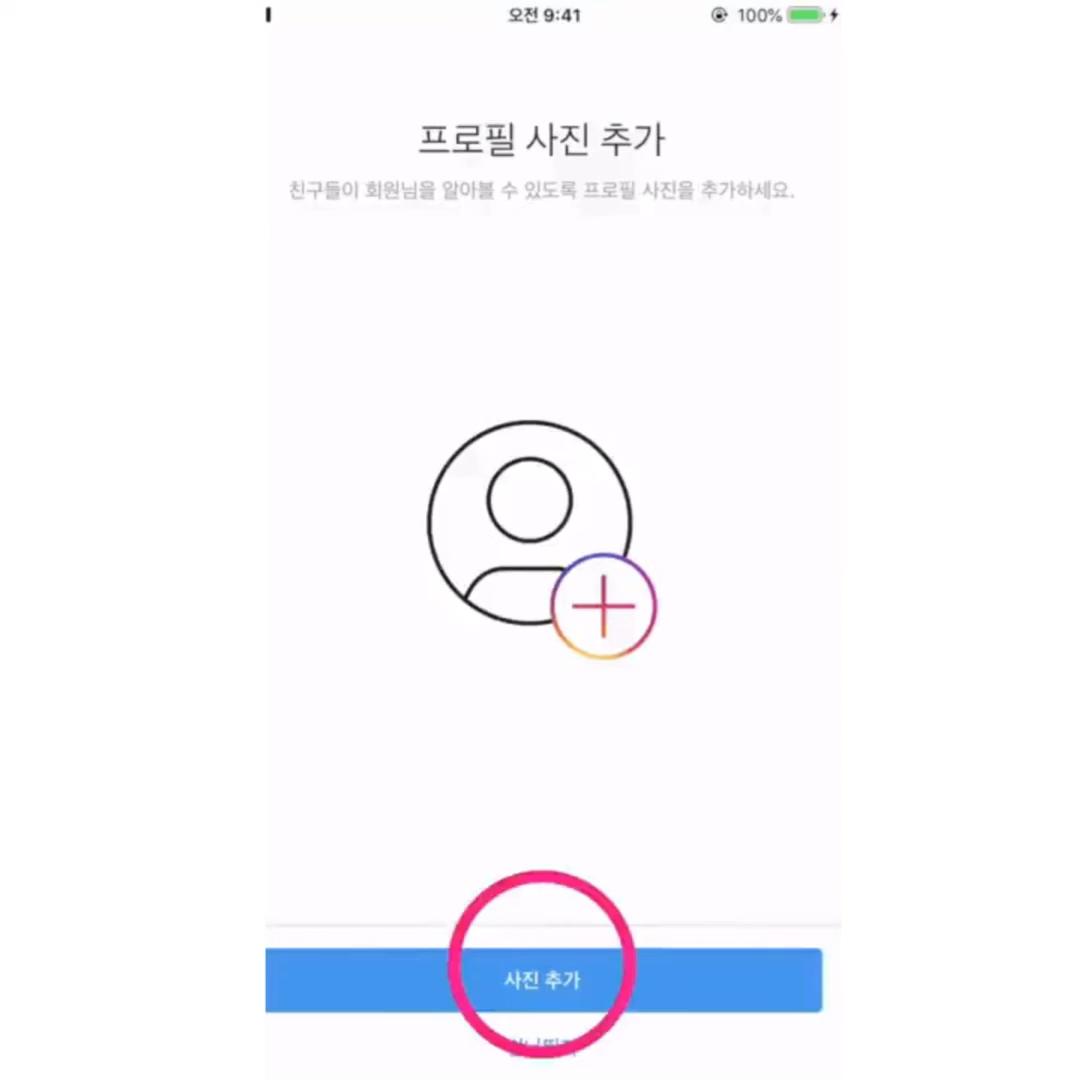 오전 9:41
100%
프로필 사진 추가
친구들이 회원님을 알아볼 수 있도록 프로필 사진을 추가하세요.
사진 추가